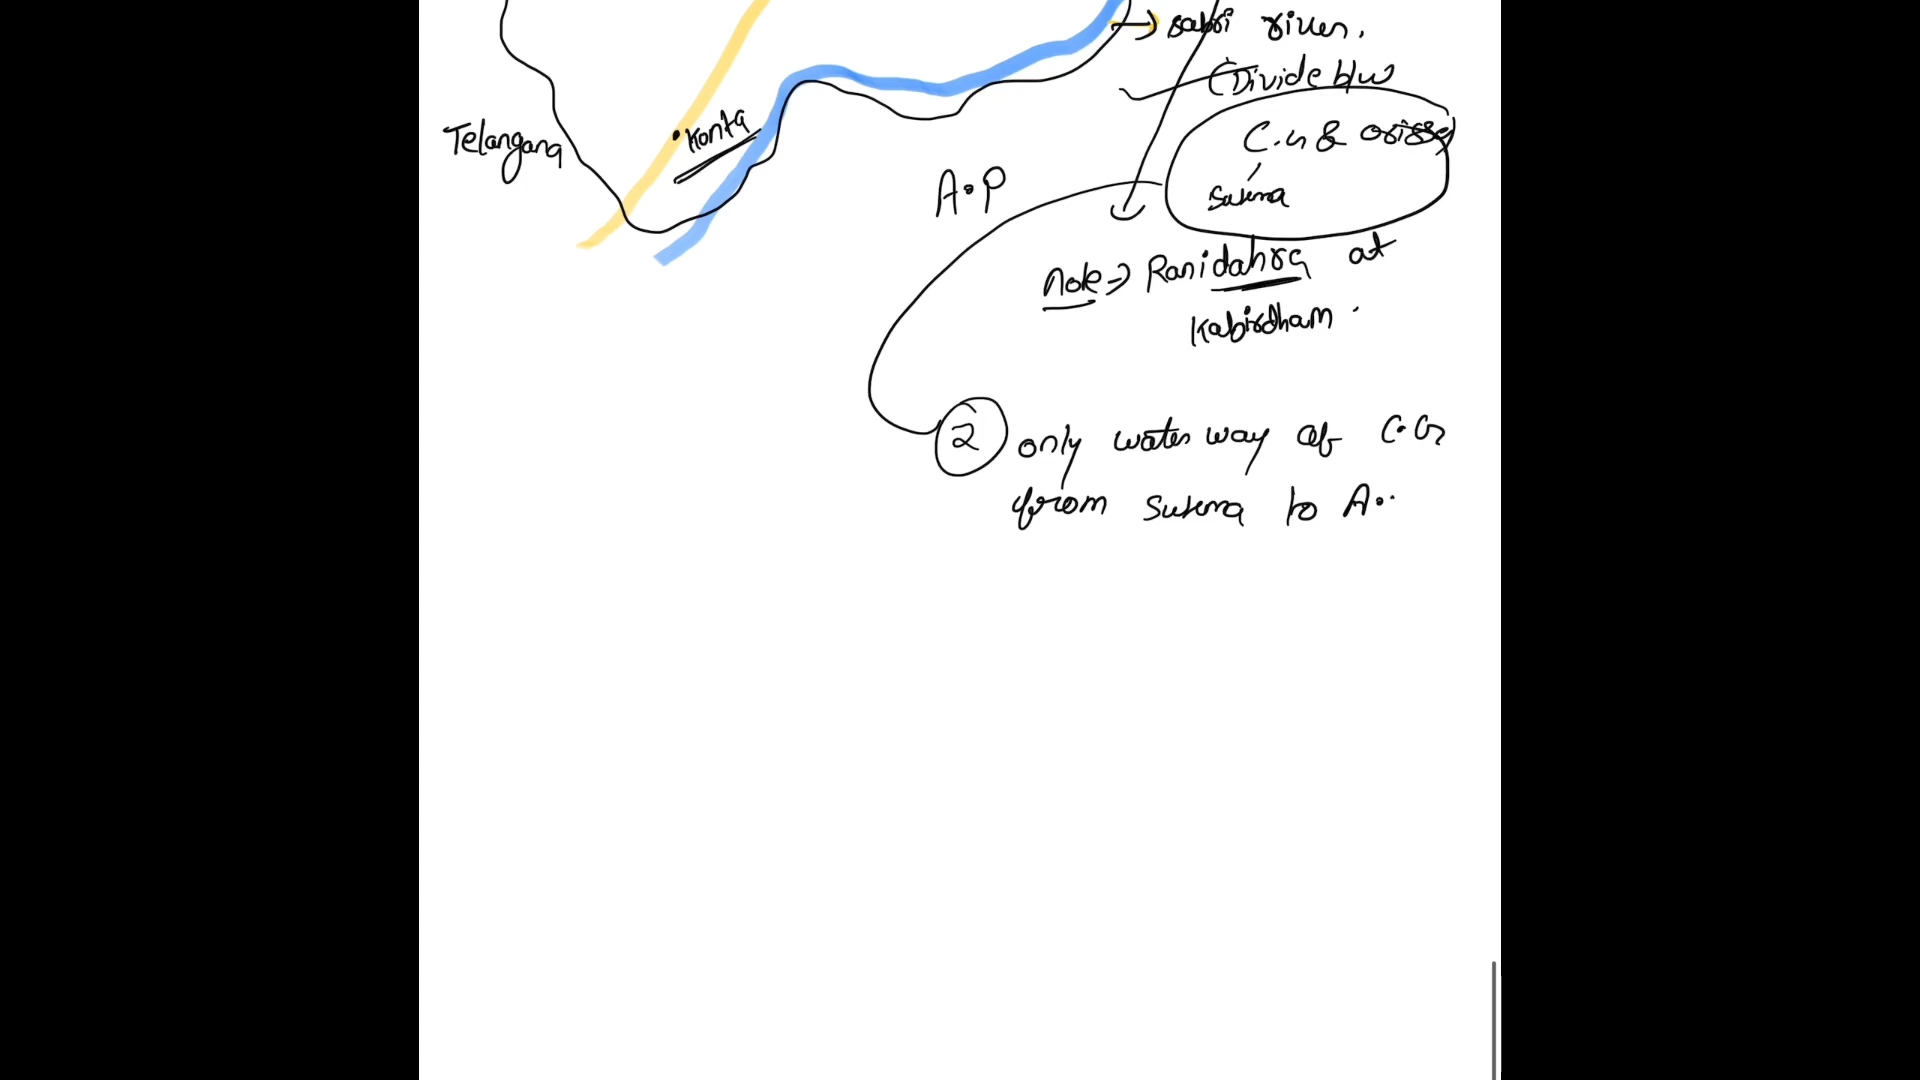 sabri river.
(Divide b/w
C.G & orissa
Sukma
Telangana
Konta
A.P
Note => Ranidahra at
Kabirdham.
2 only water way of C.G
from Sukma to A.